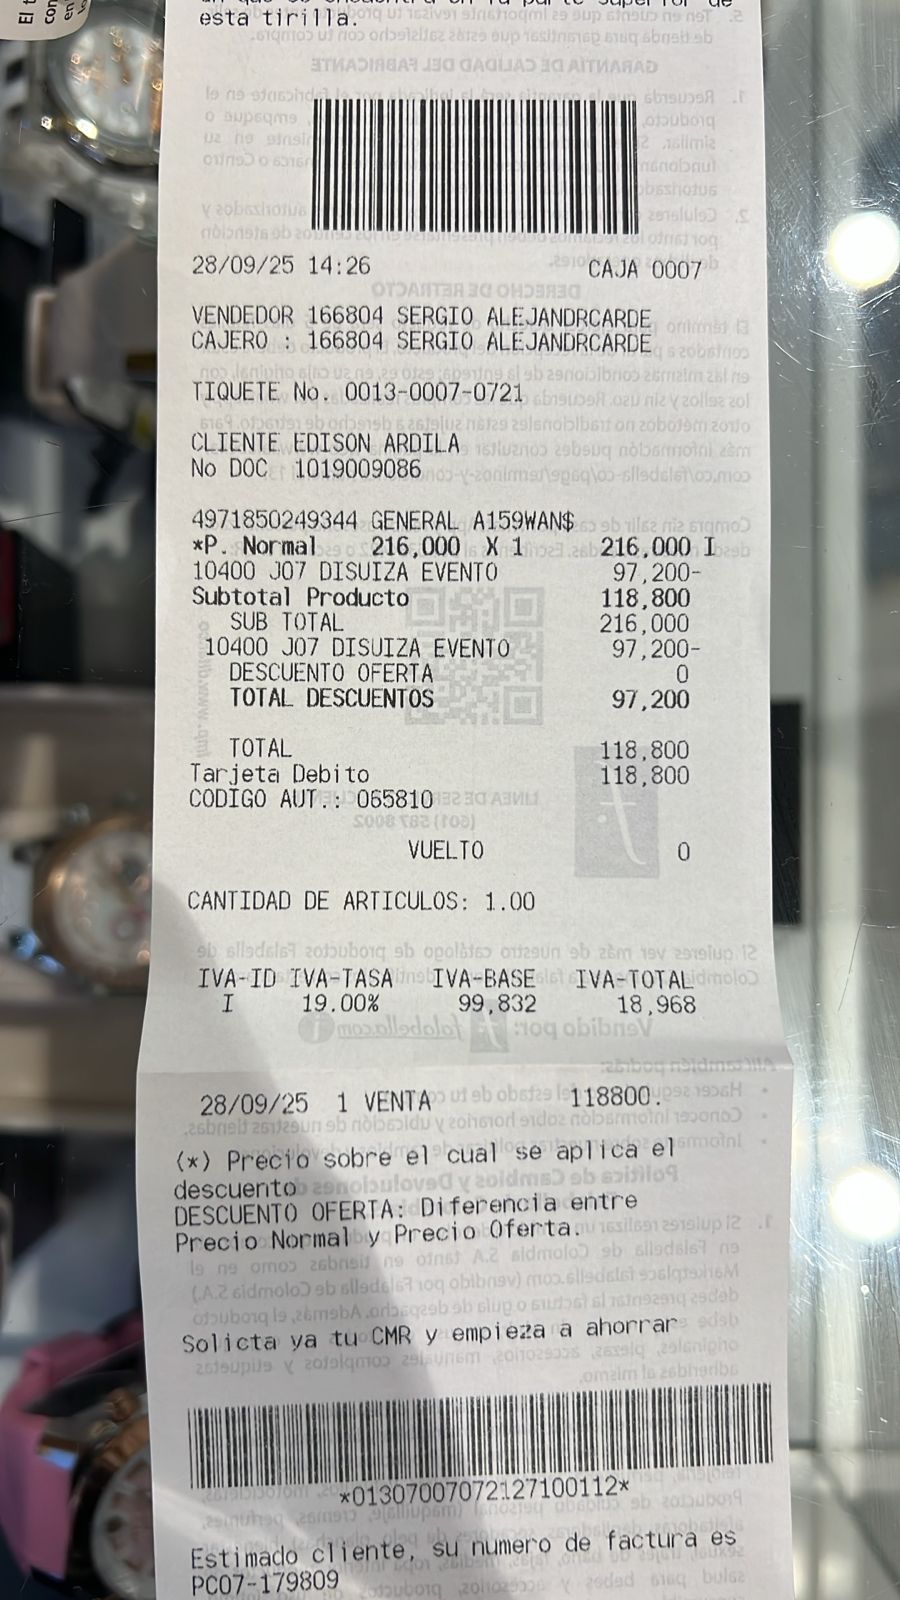 esta tirilla.
28/09/25 14:26 CAJA 0007
VENDEDOR 166804 SERGIO ALEJANDRCARDE
CAJERO : 166804 SERGIO ALEJANDRCARDE
TIQUETE No. 0013-0007-0721
CLIENTE EDISON ARDILA
No DOC 1019009086
4971850249344 GENERAL A159WAN$
*P. Normal 216,000 X 1 216,000 I
10400 J07 DISUIZA EVENTO 97,200-
Subtotal Producto 118,800
SUB TOTAL 216,000
10400 J07 DISUIZA EVENTO 97,200-
DESCUENTO OFERTA 0
TOTAL DESCUENTOS 97,200
TOTAL 118,800
Tarjeta Debito 118,800
CODIGO AUT.: 065810
VUELTO 0
CANTIDAD DE ARTICULOS: 1.00
IVA-ID IVA-TASA IVA-BASE IVA-TOTAL
I 19.00% 99,832 18,968
28/09/25 1 VENTA 118800.
(*) Precio sobre el cual se aplica el
descuento
DESCUENTO OFERTA: Diferencia entre
Precio Normal y Precio Oferta.
Solicta ya tu CMR y empieza a ahorrar
*01307007072127100112*
Estimado cliente, su numero de factura es
PC07-179809